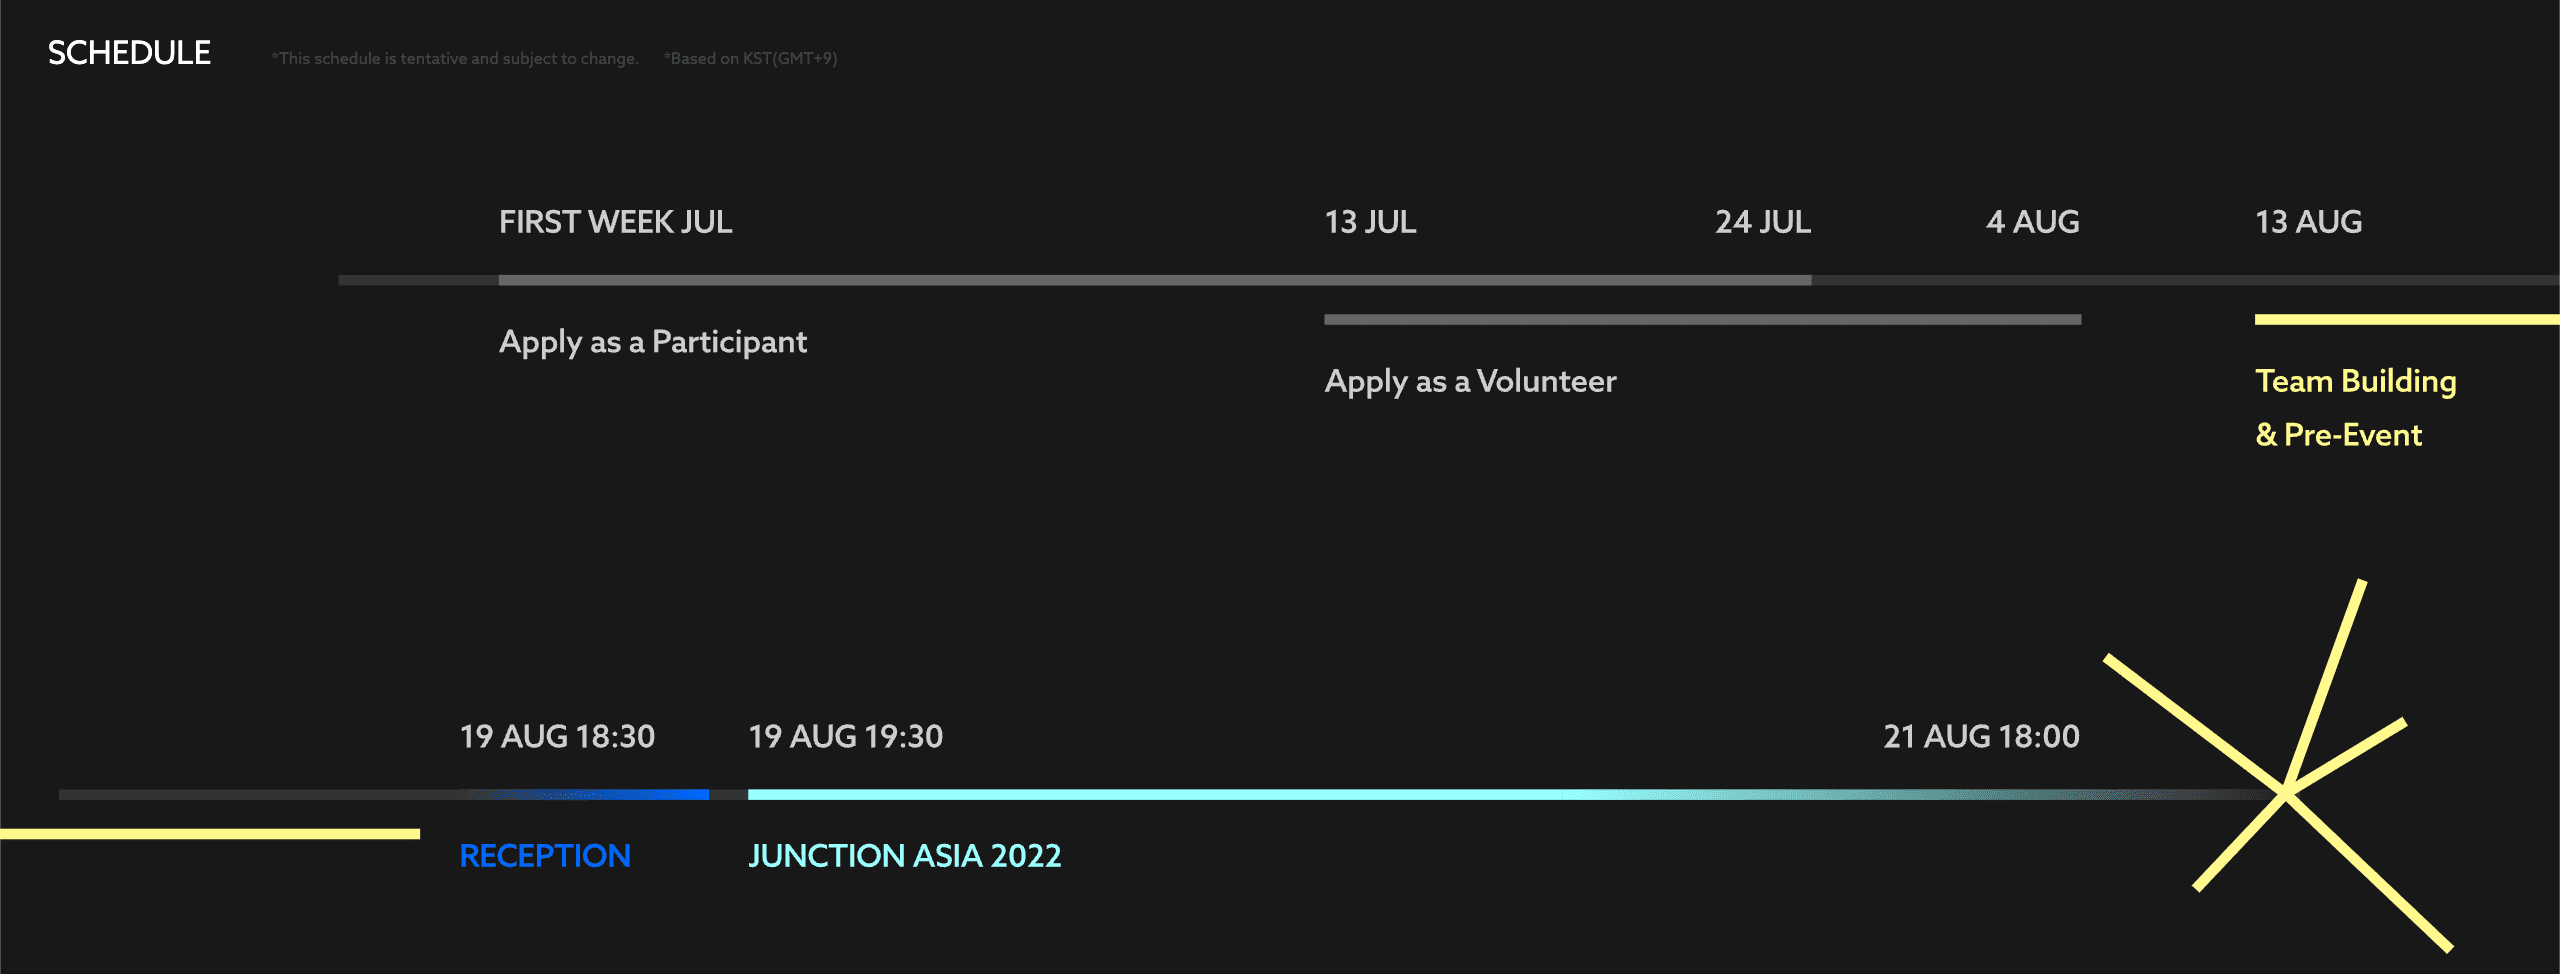 SCHEDULE
*This schedule is tentative and subject to change. *Based on KST(GMT+9)
FIRST WEEK JUL
13 JUL
24 JUL
4 AUG
13 AUG
Apply as a Participant
Apply as a Volunteer
Team Building
& Pre-Event
19 AUG 18:30
19 AUG 19:30
21 AUG 18:00
RECEPTION
JUNCTION ASIA 2022